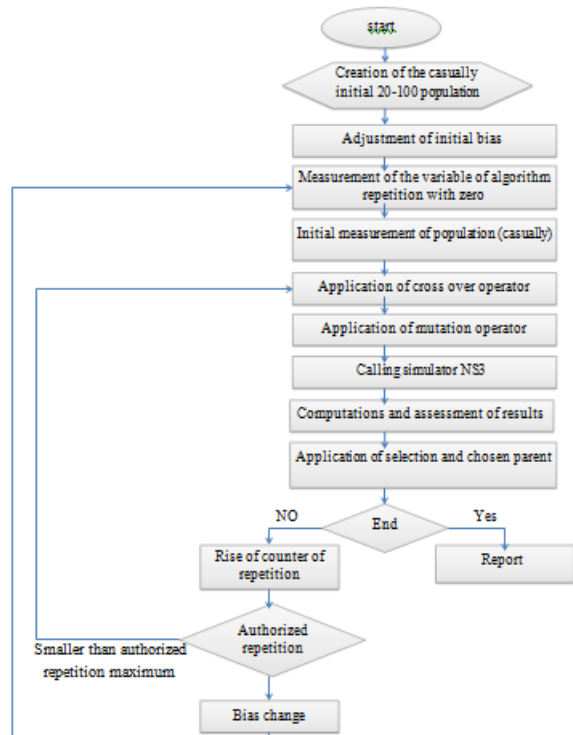 start
Creation of the casually
initial 20-100 population
Adjustment of initial bias
Measurement of the variable of algorithm
repetition with zero
Initial measurement of population (casually)
Application of cross over operator
Application of mutation operator
Calling simulator NS3
Computations and assessment of results
Application of selection and chosen parent
NO
End
Yes
Rise of counter of
repetition
Report
Authorized
repetition
Smaller than authorized
repetition maximum
Bias change